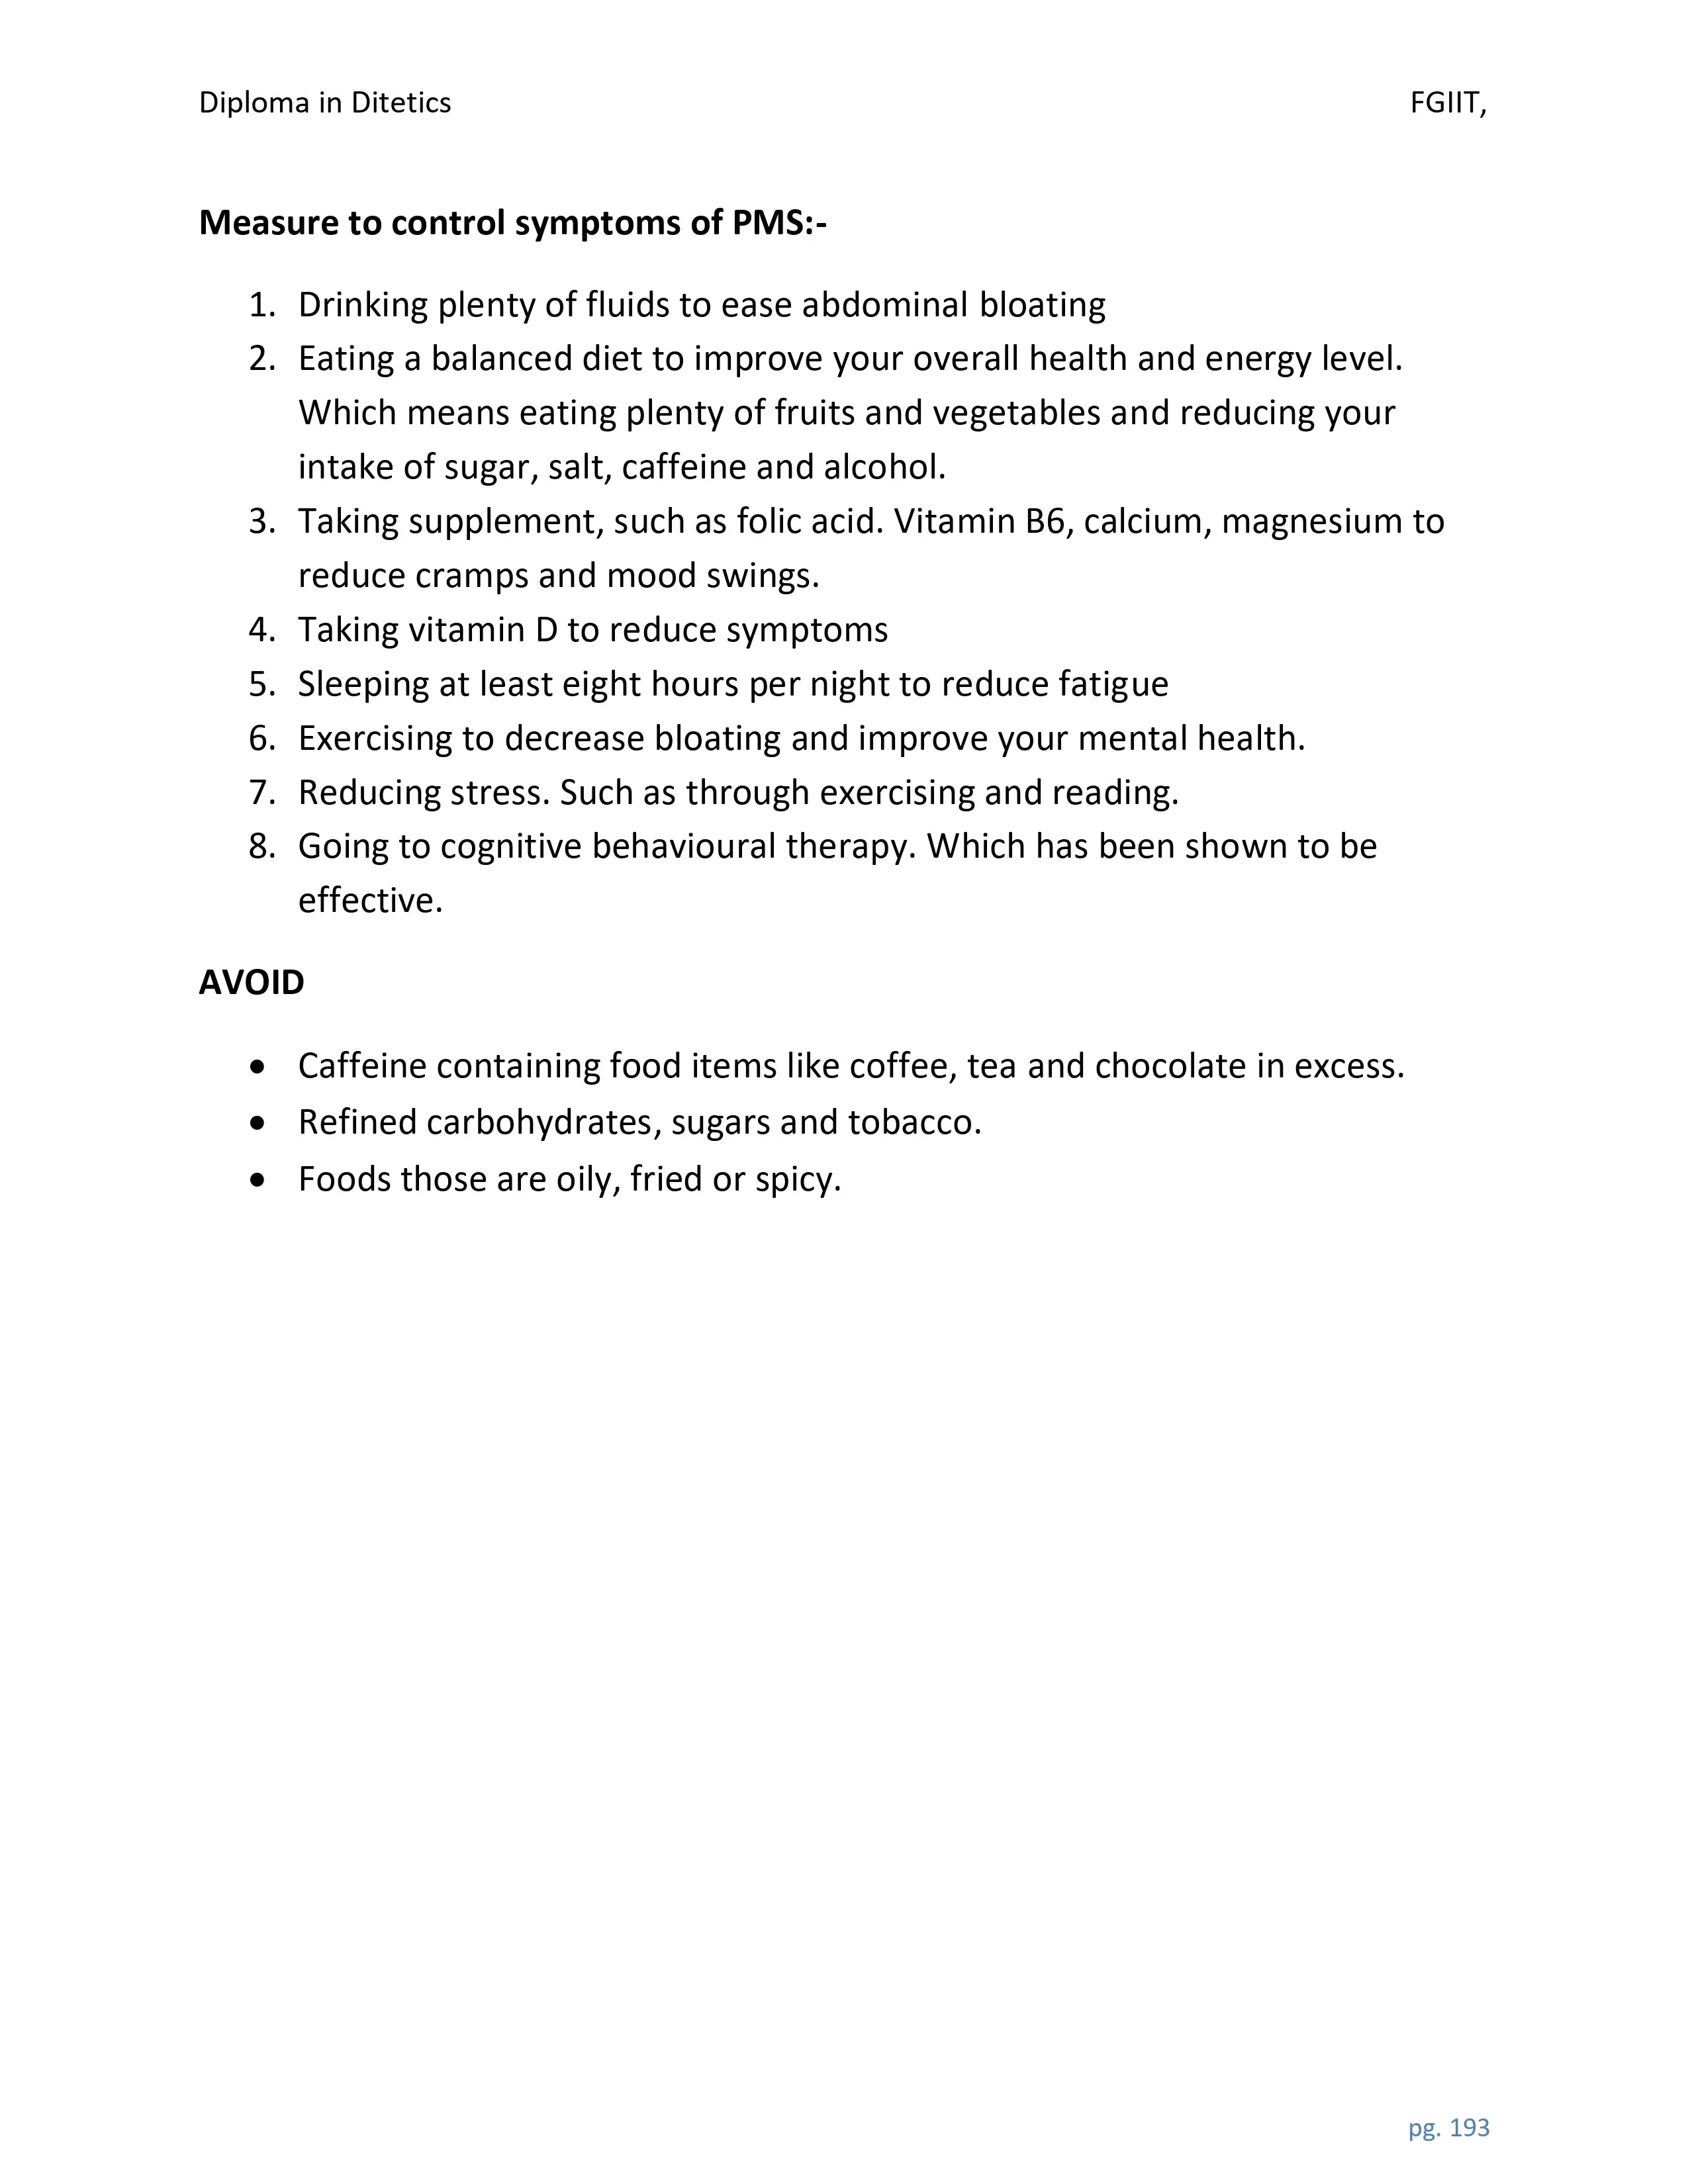 Diploma in Ditetics FGIIT,
Measure to control symptoms of PMS:-
1. Drinking plenty of fluids to ease abdominal bloating
2. Eating a balanced diet to improve your overall health and energy level.
Which means eating plenty of fruits and vegetables and reducing your
intake of sugar, salt, caffeine and alcohol.
3. Taking supplement, such as folic acid. Vitamin B6, calcium, magnesium to
reduce cramps and mood swings.
4. Taking vitamin D to reduce symptoms
5. Sleeping at least eight hours per night to reduce fatigue
6. Exercising to decrease bloating and improve your mental health.
7. Reducing stress. Such as through exercising and reading.
8. Going to cognitive behavioural therapy. Which has been shown to be
effective.
AVOID
• Caffeine containing food items like coffee, tea and chocolate in excess.
• Refined carbohydrates, sugars and tobacco.
• Foods those are oily, fried or spicy.
pg. 193